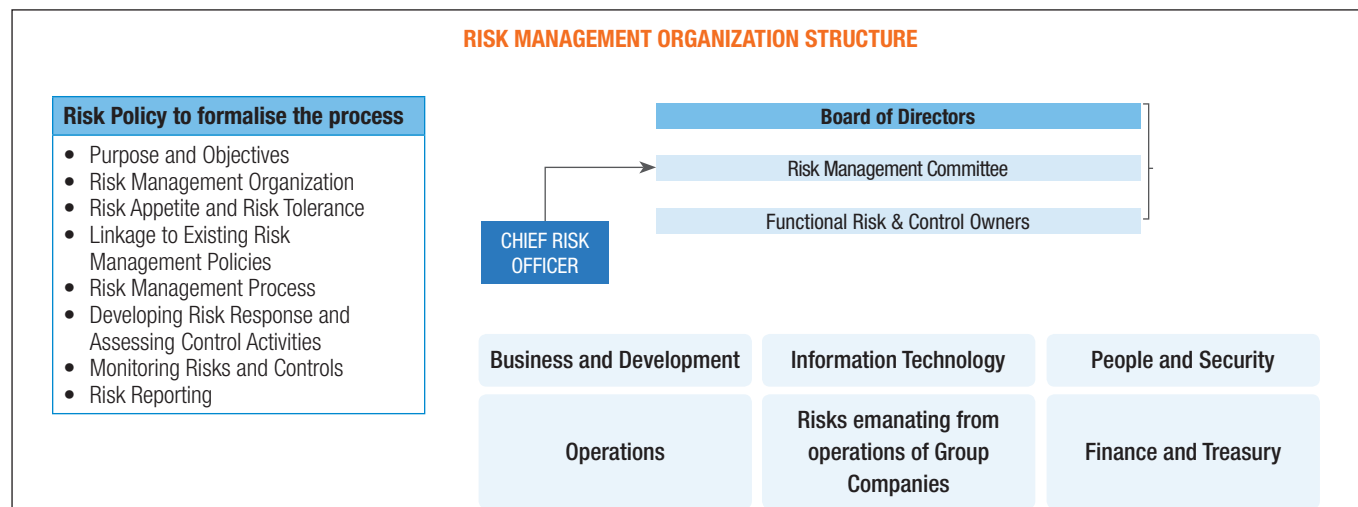 RISK MANAGEMENT ORGANIZATION STRUCTURE
Risk Policy to formalise the process
• Purpose and Objectives
• Risk Management Organization
• Risk Appetite and Risk Tolerance
• Linkage to Existing Risk
Management Policies
• Risk Management Process
• Developing Risk Response and
Assessing Control Activities
• Monitoring Risks and Controls
• Risk Reporting
Board of Directors
Risk Management Committee
Functional Risk & Control Owners
CHIEF RISK
OFFICER
Business and Development
Information Technology
People and Security
Operations
Risks emanating from
operations of Group
Companies
Finance and Treasury